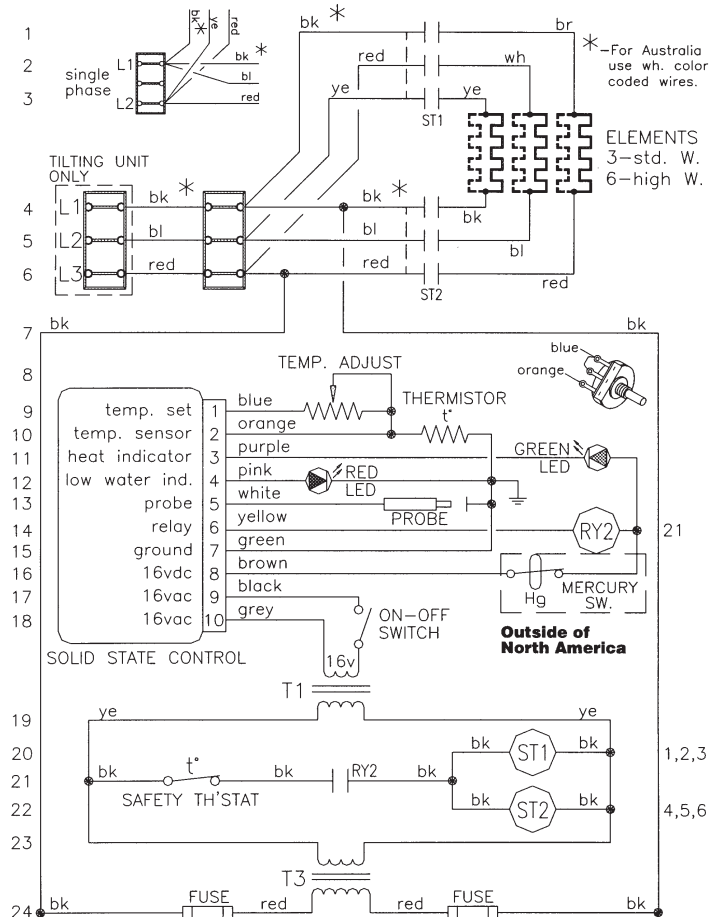 1 bk *
bk * ye red
2 L1 bk * red wh br
single phase bl
3 L2 red ye ye
ST1
*-For Australia use wh. color coded wires.
ELEMENTS
3-std. W.
6-high W.
TILTING UNIT ONLY
4 L1 bk * bk * bk
5 L2 bl bl bl
6 L3 red red red
ST2
7 bk bk
8 TEMP. ADJUST
blue
orange
9 temp. set 1 blue THERMISTOR
t°
10 temp. sensor 2 orange
11 heat indicator 3 purple GREEN LED
12 low water ind. 4 pink RED LED
13 probe 5 white PROBE
14 relay 6 yellow RY2 21
15 ground 7 green
16 16vdc 8 brown Hg MERCURY SW.
17 16vac 9 black
18 16vac 10 grey ON-OFF SWITCH
Outside of North America
SOLID STATE CONTROL
16v
T1
19 ye ye
20 bk ST1 bk 1,2,3
21 bk t° bk RY2 bk
SAFETY TH'STAT
22 bk ST2 bk 4,5,6
23
T3
24 bk FUSE red red FUSE bk